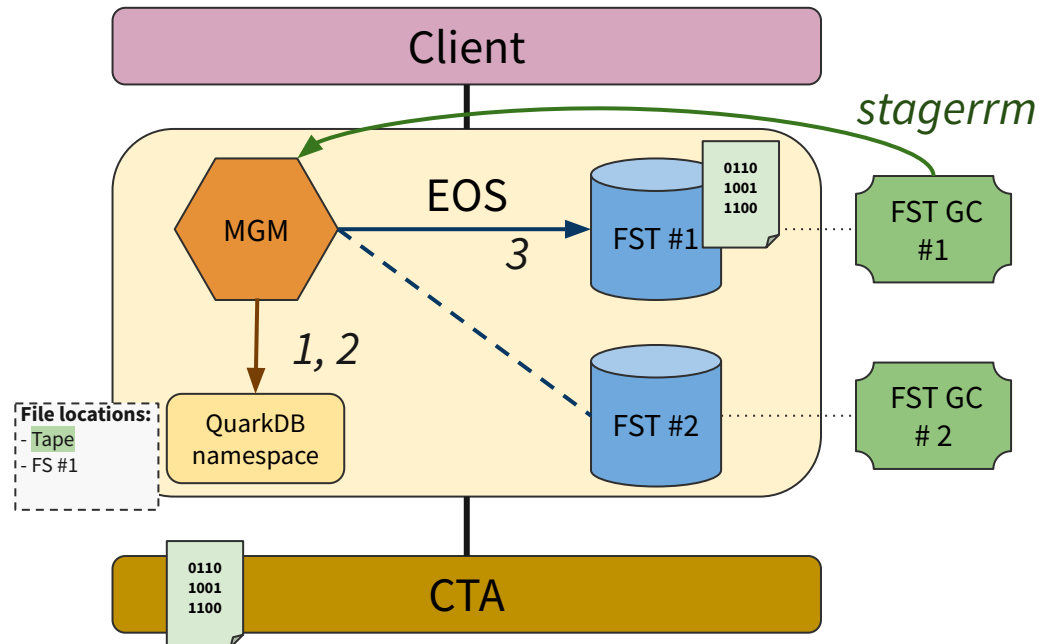 Client
stagerrm
EOS
MGM
3
FST #1
0110
1001
1100
FST GC
#1
1, 2
File locations:
- Tape
- FS #1
QuarkDB
namespace
FST #2
FST GC
# 2
0110
1001
1100
CTA